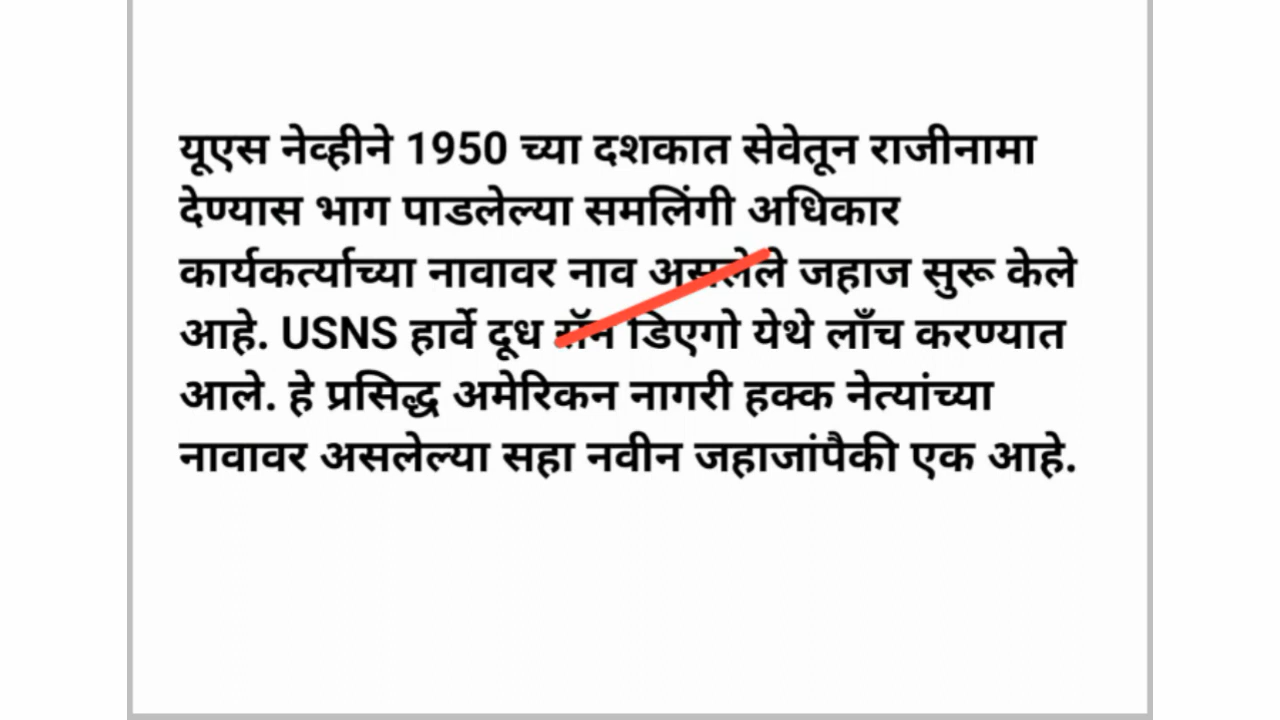 यूएस नेव्हीने 1950 च्या दशकात सेवेतून राजीनामा
देण्यास भाग पाडलेल्या समलिंगी अधिकार
कार्यकर्त्याच्या नावावर नाव असलेले जहाज सुरू केले
आहे. USNS हार्वे दूध सॅन डिएगो येथे लाँच करण्यात
आले. हे प्रसिद्ध अमेरिकन नागरी हक्क नेत्यांच्या
नावावर असलेल्या सहा नवीन जहाजांपैकी एक आहे.